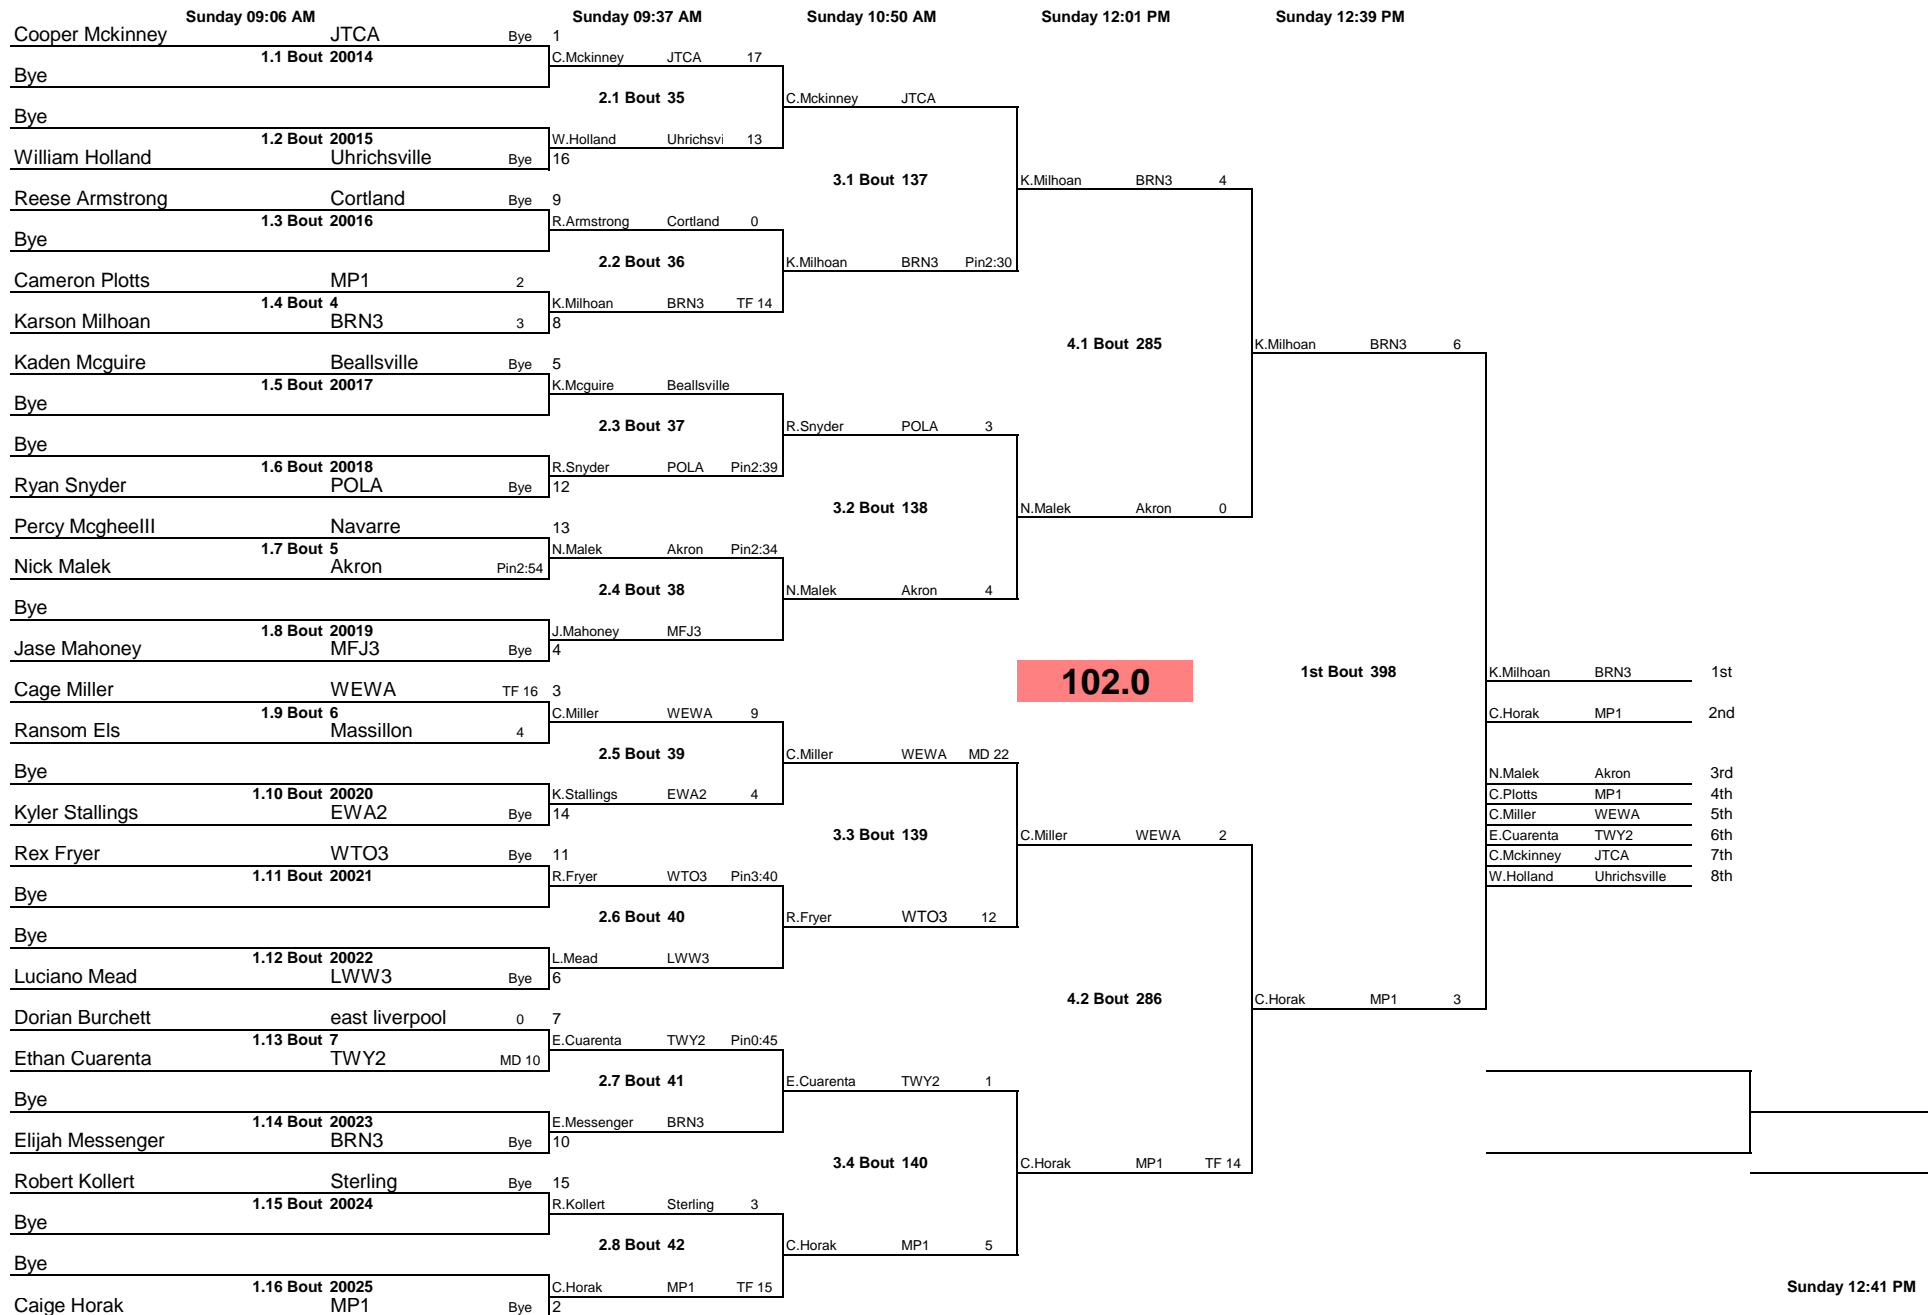 Sunday 09:06 AM Sunday 09:37 AM Sunday 10:50 AM Sunday 12:01 PM Sunday 12:39 PM
Cooper Mckinney JTCA Bye 1
1.1 Bout 20014 C.Mckinney JTCA 17
Bye
2.1 Bout 35 C.Mckinney JTCA
Bye
1.2 Bout 20015 W.Holland Uhrichsvi 13
William Holland Uhrichsville Bye 16
3.1 Bout 137 K.Milhoan BRN3 4
Reese Armstrong Cortland Bye 9
1.3 Bout 20016 R.Armstrong Cortland 0
Bye
2.2 Bout 36 K.Milhoan BRN3 Pin2:30
Cameron Plotts MP1 2
1.4 Bout 4 K.Milhoan BRN3 TF 14
Karson Milhoan BRN3 3 8
4.1 Bout 285 K.Milhoan BRN3 6
Kaden Mcguire Beallsville Bye 5
1.5 Bout 20017 K.Mcguire Beallsville
Bye
2.3 Bout 37 R.Snyder POLA 3
Bye
1.6 Bout 20018 R.Snyder POLA Pin2:39
Ryan Snyder POLA Bye 12
3.2 Bout 138 N.Malek Akron 0
Percy McgheeIII Navarre 13
1.7 Bout 5 N.Malek Akron Pin2:34
Nick Malek Akron Pin2:54
2.4 Bout 38 N.Malek Akron 4
Bye
1.8 Bout 20019 J.Mahoney MFJ3
Jase Mahoney MFJ3 Bye 4
102.0 1st Bout 398 K.Milhoan BRN3 1st
Cage Miller WEWA TF 16 3
1.9 Bout 6 C.Miller WEWA 9 C.Horak MP1 2nd
Ransom Els Massillon 4
2.5 Bout 39 C.Miller WEWA MD 22
Bye N.Malek Akron 3rd
1.10 Bout 20020 K.Stallings EWA2 4 C.Plotts MP1 4th
Kyler Stallings EWA2 Bye 14 C.Miller WEWA 5th
3.3 Bout 139 C.Miller WEWA 2 E.Cuarenta TWY2 6th
Rex Fryer WTO3 Bye 11 C.Mckinney JTCA 7th
1.11 Bout 20021 R.Fryer WTO3 Pin3:40 W.Holland Uhrichsville 8th
Bye
2.6 Bout 40 R.Fryer WTO3 12
Bye
1.12 Bout 20022 L.Mead LWW3
Luciano Mead LWW3 Bye 6
4.2 Bout 286 C.Horak MP1 3
Dorian Burchett east liverpool 0 7
1.13 Bout 7 E.Cuarenta TWY2 Pin0:45
Ethan Cuarenta TWY2 MD 10
2.7 Bout 41 E.Cuarenta TWY2 1
Bye
1.14 Bout 20023 E.Messenger BRN3
Elijah Messenger BRN3 Bye 10
3.4 Bout 140 C.Horak MP1 TF 14
Robert Kollert Sterling Bye 15
1.15 Bout 20024 R.Kollert Sterling 3
Bye
2.8 Bout 42 C.Horak MP1 5
Bye
1.16 Bout 20025 C.Horak MP1 TF 15 Sunday 12:41 PM
Caige Horak MP1 Bye 2